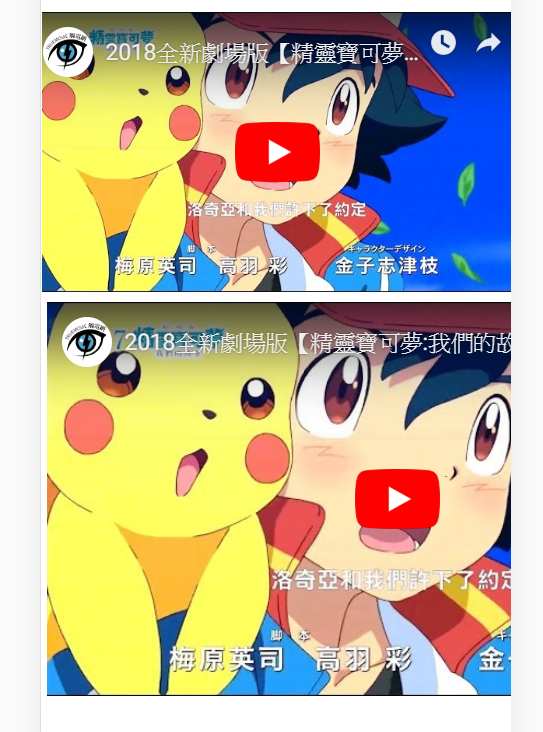 2018全新劇場版【精靈寶可夢...
洛奇亞和我們許下了約定
脚 本
キャラクターデザイン
梅原英司 高羽 彩 金子志津枝
2018全新劇場版【精靈寶可夢:我們的故
洛奇亞和我們許下了約定
脚 本
キ
梅原英司 高羽 彩 金子